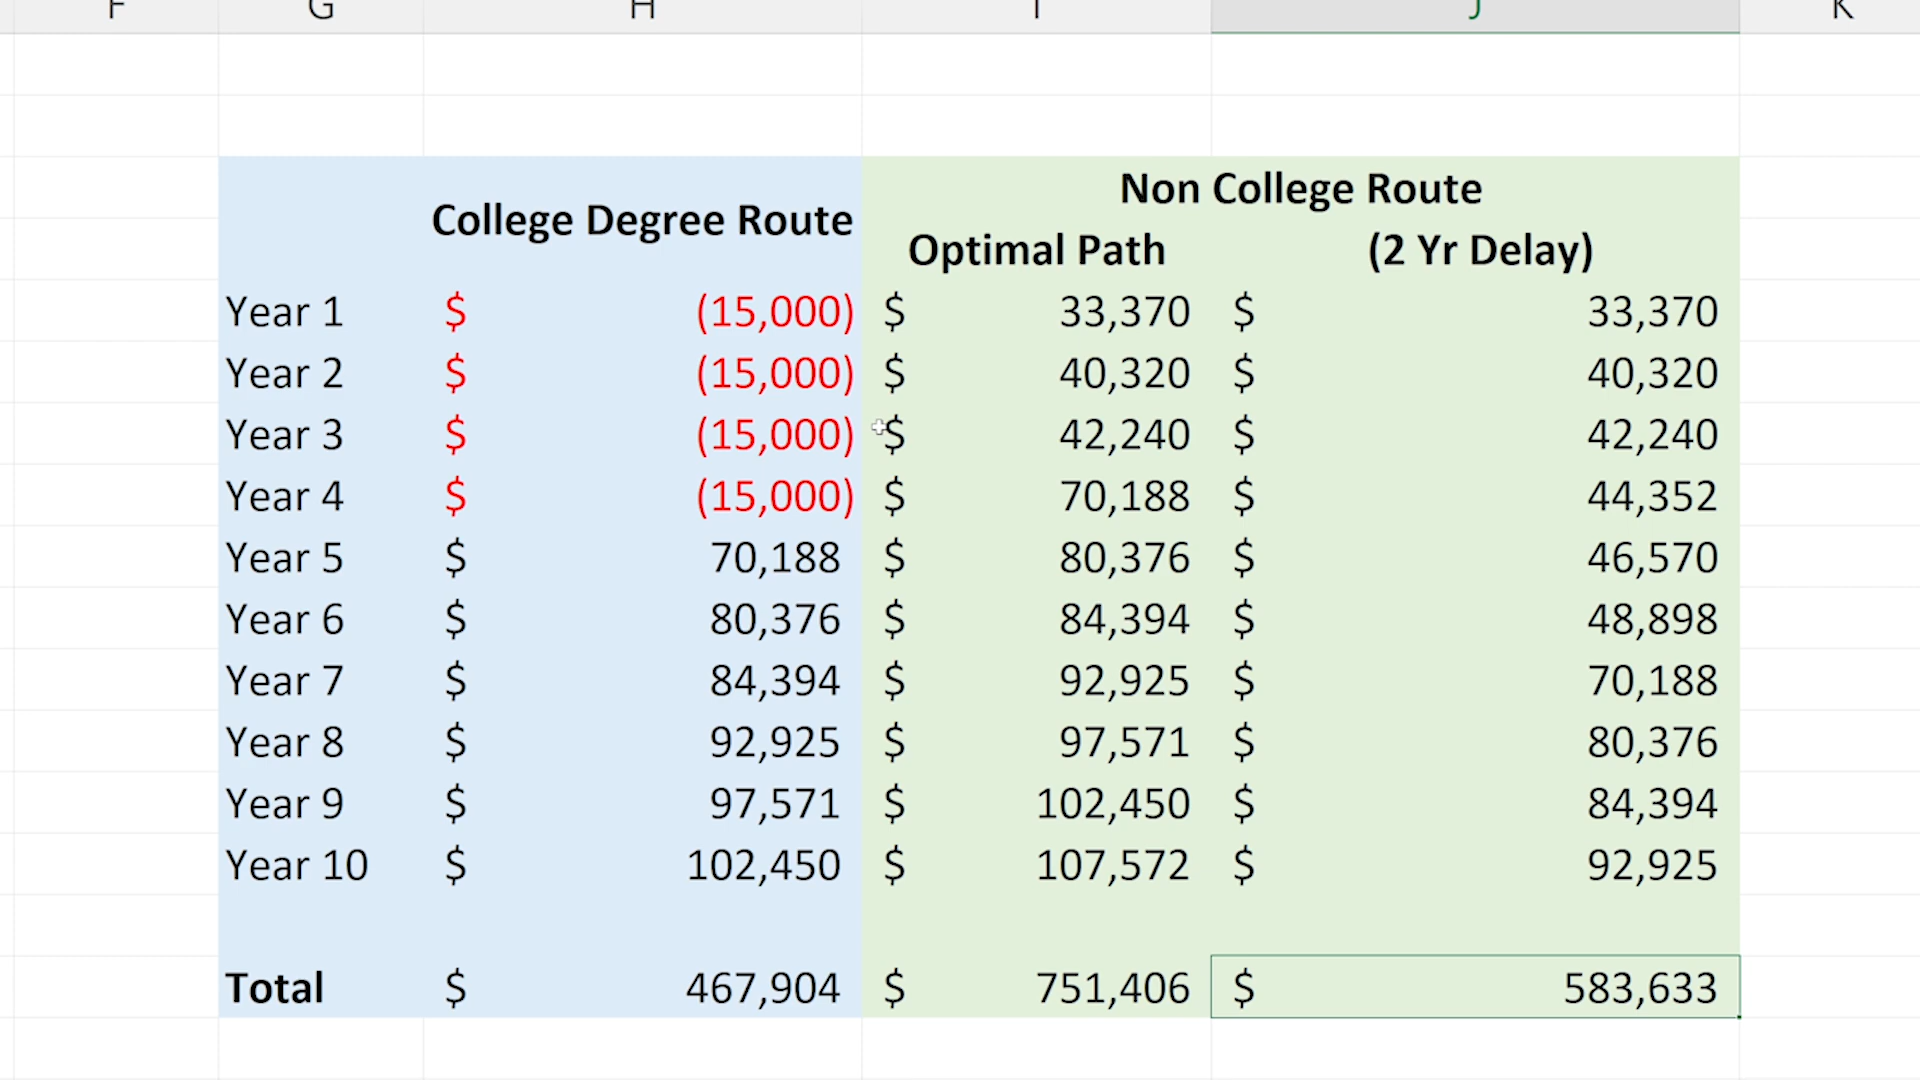 F G H I J K
Non College Route
College Degree Route
Optimal Path (2 Yr Delay)
Year 1 $ (15,000) $ 33,370 $ 33,370
Year 2 $ (15,000) $ 40,320 $ 40,320
Year 3 $ (15,000) $ 42,240 $ 42,240
Year 4 $ (15,000) $ 70,188 $ 44,352
Year 5 $ 70,188 $ 80,376 $ 46,570
Year 6 $ 80,376 $ 84,394 $ 48,898
Year 7 $ 84,394 $ 92,925 $ 70,188
Year 8 $ 92,925 $ 97,571 $ 80,376
Year 9 $ 97,571 $ 102,450 $ 84,394
Year 10 $ 102,450 $ 107,572 $ 92,925
Total $ 467,904 $ 751,406 $ 583,633